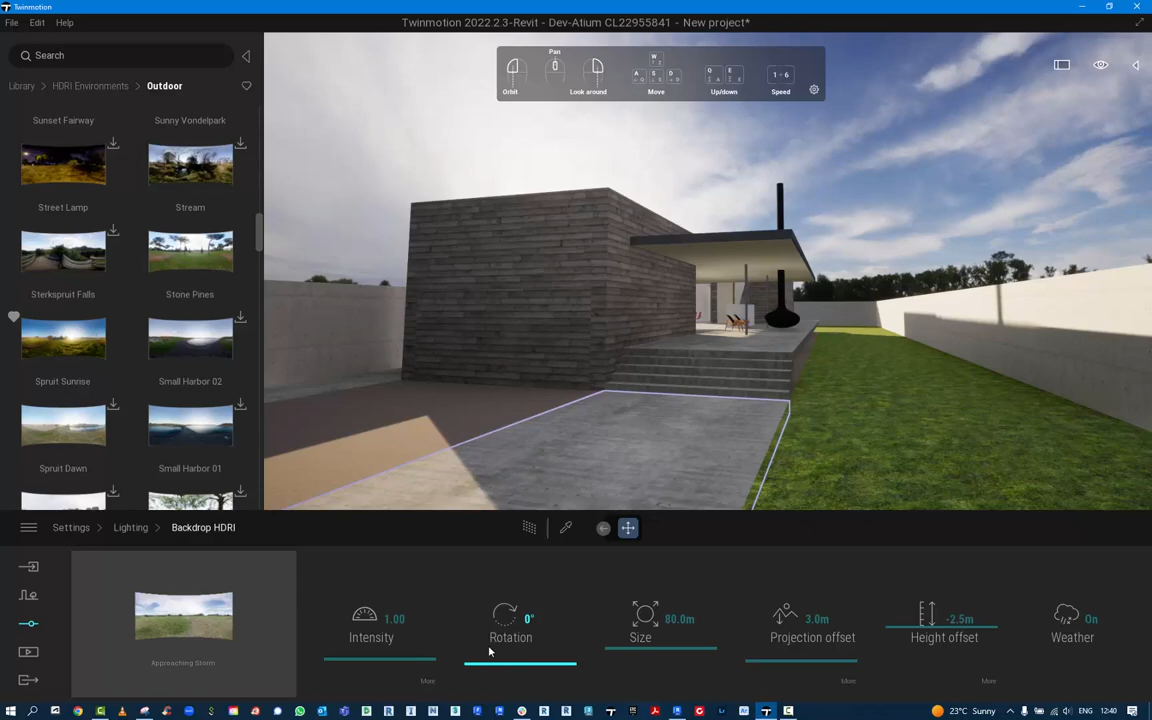 Twinmotion
File Edit Help
Twinmotion 2022.2.3-Revit - Dev-Atium CL22955841 - New project*
Search
Library > HDRI Environments > Outdoor
Pan
Orbit
Look around
W
Move
Q E
Up/down
1 ÷ 6
Speed
Sunset Fairway
Sunny Vondelpark
Street Lamp
Stream
Sterkspruit Falls
Stone Pines
Spruit Sunrise
Small Harbor 02
Spruit Dawn
Small Harbor 01
Settings > Lighting > Backdrop HDRI
Approaching Storm
1.00
Intensity
More
0°
Rotation
80.0m
Size
3.0m
Projection offset
More
-2.5m
Height offset
More
On
Weather
23°C Sunny
ENG
12:40